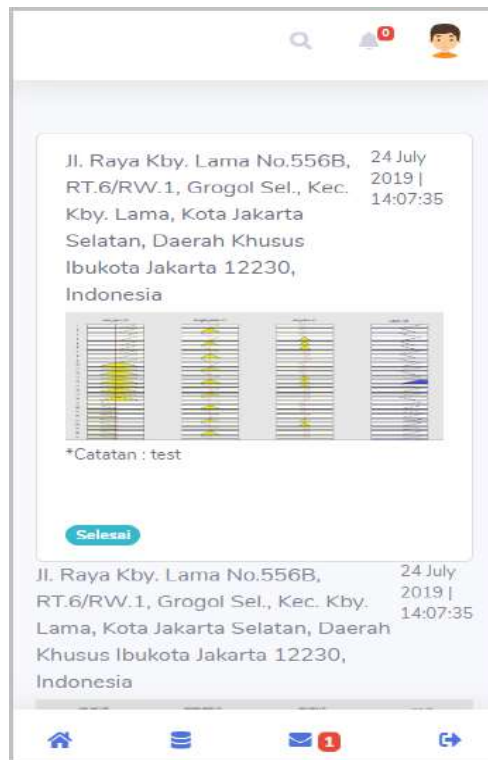 0
Jl. Raya Kby. Lama No.556B,
RT.6/RW.1, Grogol Sel., Kec.
Kby. Lama, Kota Jakarta
Selatan, Daerah Khusus
Ibukota Jakarta 12230,
Indonesia
24 July
2019 |
14:07:35
*Catatan : test
Selesai
Jl. Raya Kby. Lama No.556B,
RT.6/RW.1, Grogol Sel., Kec. Kby.
Lama, Kota Jakarta Selatan, Daerah
Khusus Ibukota Jakarta 12230,
Indonesia
24 July
2019 |
14:07:35
1